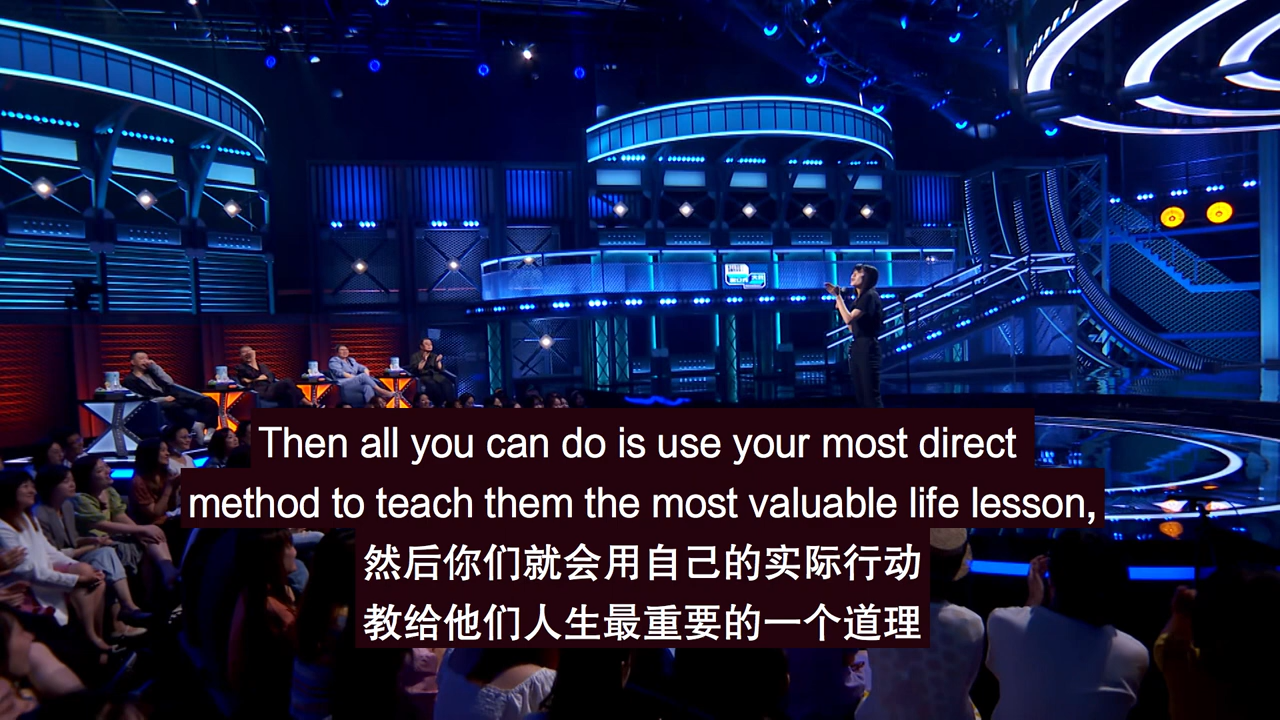 Then all you can do is use your most direct
method to teach them the most valuable life lesson,
然后你们就会用自己的实际行动
教给他们人生最重要的一个道理